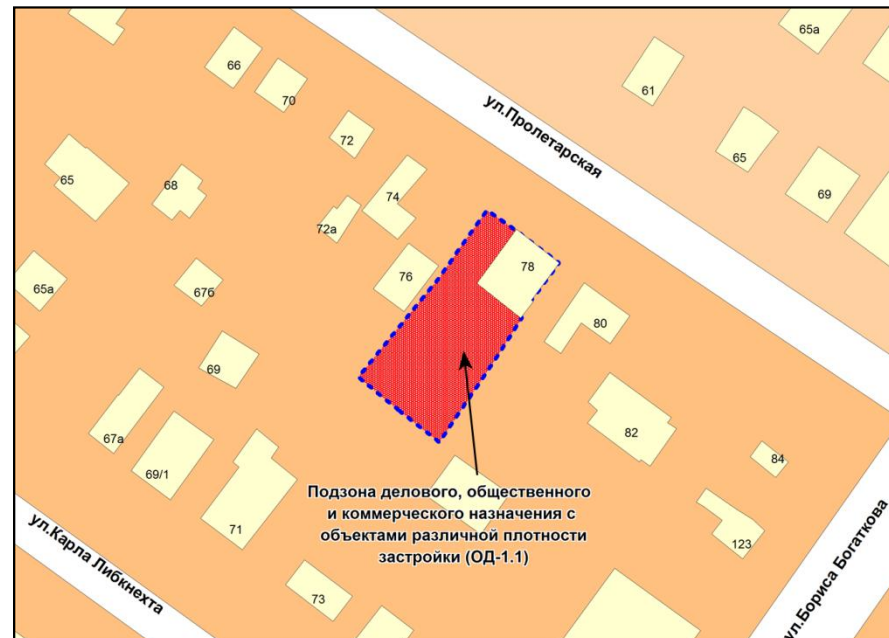 65а
66
61
70
ул.Пролетарская
72
65
65
68
74
69
72а
78
76
65а
67б
80
69
67а
82
84
69/1
71
123
Подзона делового, общественного
и коммерческого назначения с
объектами различной плотности
застройки (ОД-1.1)
ул.Карла Либкнехта
73
ул.Бориса Богаткова